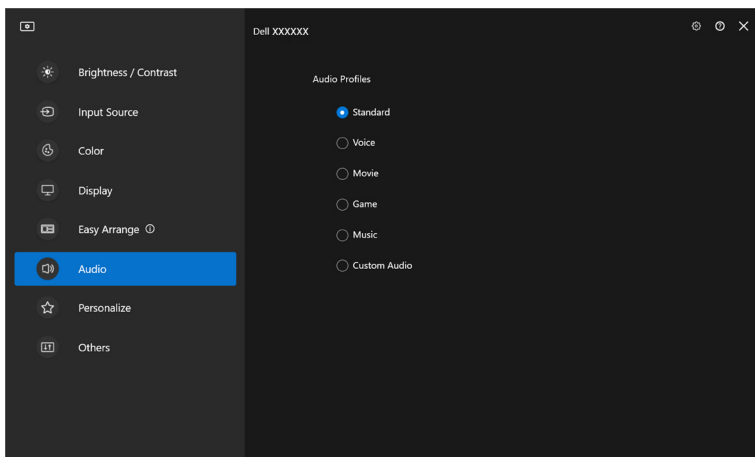 Dell XXXXXX
Brightness / Contrast
Input Source
Color
Display
Easy Arrange
Audio
Personalize
Others
Audio Profiles
Standard
Voice
Movie
Game
Music
Custom Audio